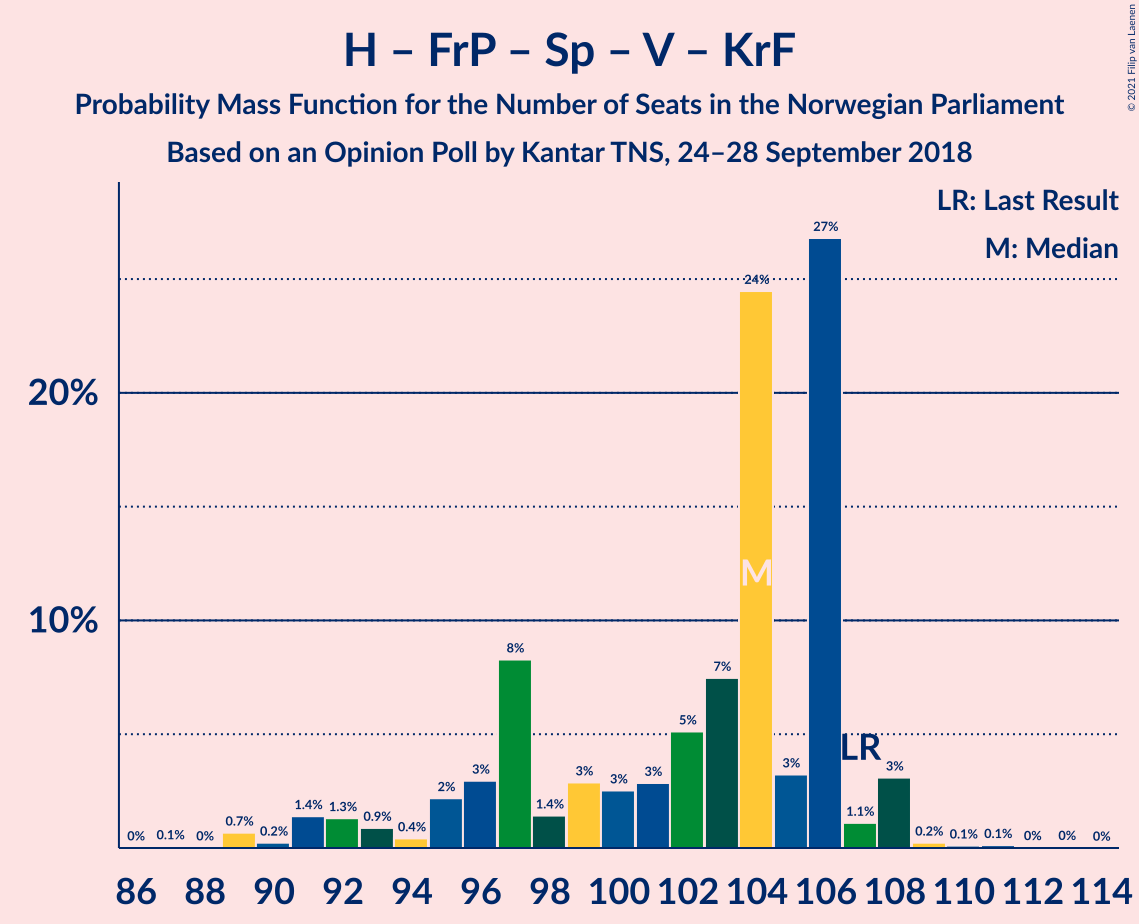 H – FrP – Sp – V – KrF
Probability Mass Function for the Number of Seats in the Norwegian Parliament
Based on an Opinion Poll by Kantar TNS, 24–28 September 2018
© 2021 Filip van Laenen
LR: Last Result
M: Median
20%
10%
0% 0.1% 0% 0.7% 0.2% 1.4% 1.3% 0.9% 0.4% 2% 3% 8% 1.4% 3% 3% 3% 5% 7% 24% 3% 27% 1.1% 3% 0.2% 0.1% 0.1% 0% 0% 0%
M
LR
86 88 90 92 94 96 98 100 102 104 106 108 110 112 114